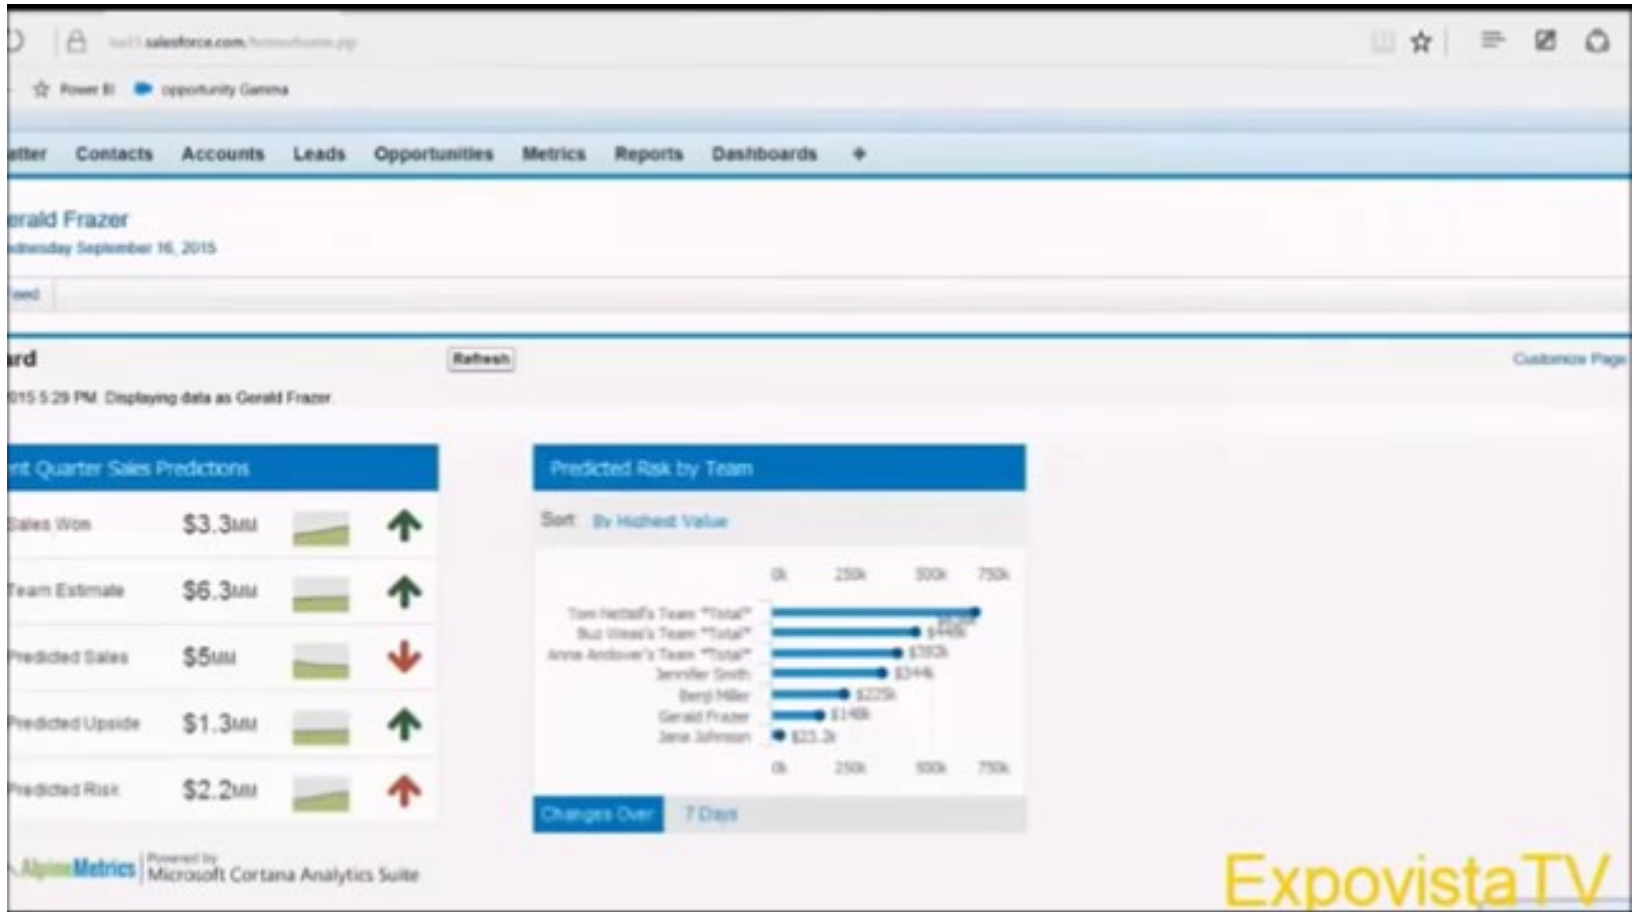 salesforce.com
Power BI opportunity Gamma
atter Contacts Accounts Leads Opportunities Metrics Reports Dashboards +
erald Frazer
dnesday September 16, 2015
eed
ard Refresh Customize Page
015 5:29 PM Displaying data as Gerald Frazer
nt Quarter Sales Predictions
Sales Won $3.3MM
Team Estimate $6.3MM
Predicted Sales $5MM
Predicted Upside $1.3MM
Predicted Risk $2.2MM
AlpineMetrics Powered by
Microsoft Cortana Analytics Suite
Predicted Risk by Team
Sort By Highest Value
0k 250k 500k 750k
Tom Nettell's Team *Total*
Buz Weas's Team *Total* $448k
Anne Andover's Team *Total* $392k
Jennifer Smith $344k
Benji Miller $225k
Gerald Frazer $148k
Jena Johnson $23.2k
0k 250k 500k 750k
Changes Over 7 Days
ExpovistaTV